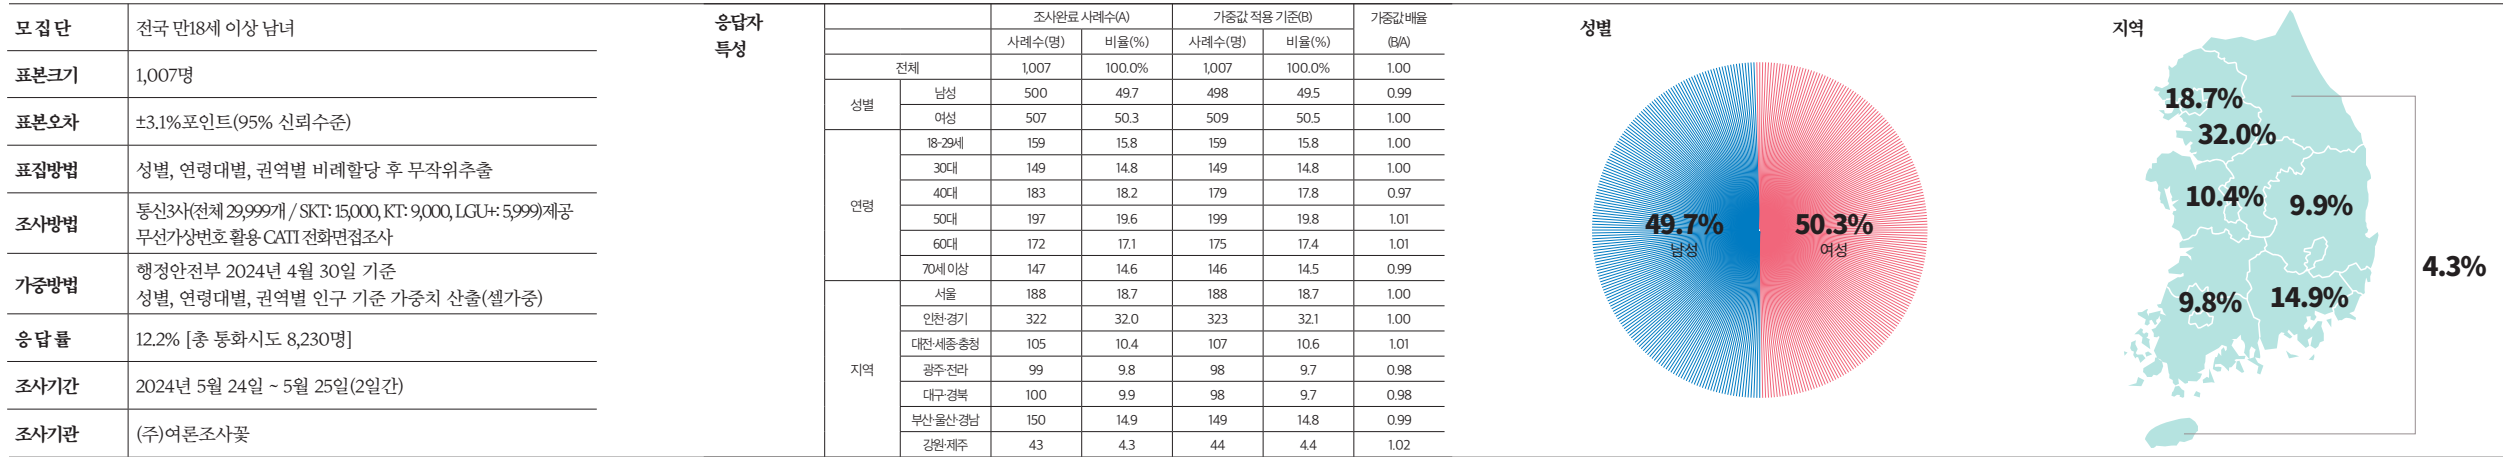 모집단 전국 만18세 이상 남녀
표본크기 1,007명
표본오차 ±3.1%포인트(95% 신뢰수준)
표집방법 성별, 연령대별, 권역별 비례할당 후 무작위추출
조사방법 통신3사(전체 29,999개 / SKT: 15,000, KT: 9,000, LGU+: 5,999)제공
무선가상번호 활용 CATI 전화면접조사
가중방법 행정안전부 2024년 4월 30일 기준
성별, 연령대별, 권역별 인구 기준 가중치 산출(셀가중)
응답률 12.2% [총 통화시도 8,230명]
조사기간 2024년 5월 24일 ~ 5월 25일(2일간)
조사기관 (주)여론조사꽃
응답자
특성
조사완료 사례수(A) 가중값 적용 기준(B) 가중값 배율
사례수(명) 비율(%) 사례수(명) 비율(%) (B/A)
전체 1,007 100.0% 1,007 100.0% 1.00
성별 남성 500 49.7 498 49.5 0.99
여성 507 50.3 509 50.5 1.00
연령 18-29세 159 15.8 159 15.8 1.00
30대 149 14.8 149 14.8 1.00
40대 183 18.2 179 17.8 0.97
50대 197 19.6 199 19.8 1.01
60대 172 17.1 175 17.4 1.01
70세 이상 147 14.6 146 14.5 0.99
지역 서울 188 18.7 188 18.7 1.00
인천·경기 322 32.0 323 32.1 1.00
대전·세종·충청 105 10.4 107 10.6 1.01
광주·전라 99 9.8 98 9.7 0.98
대구·경북 100 9.9 98 9.7 0.98
부산·울산·경남 150 14.9 149 14.8 0.99
강원·제주 43 4.3 44 4.4 1.02
성별
49.7%
남성
50.3%
여성
지역
18.7%
32.0%
10.4%
9.9%
4.3%
9.8%
14.9%